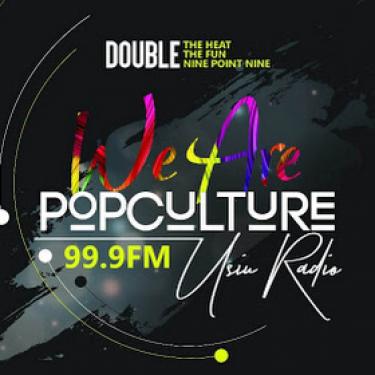 DOUBLE THE HEAT
THE FUN
NINE POINT NINE
We Are
POPCULTURE
99.9FM Usiu Radio